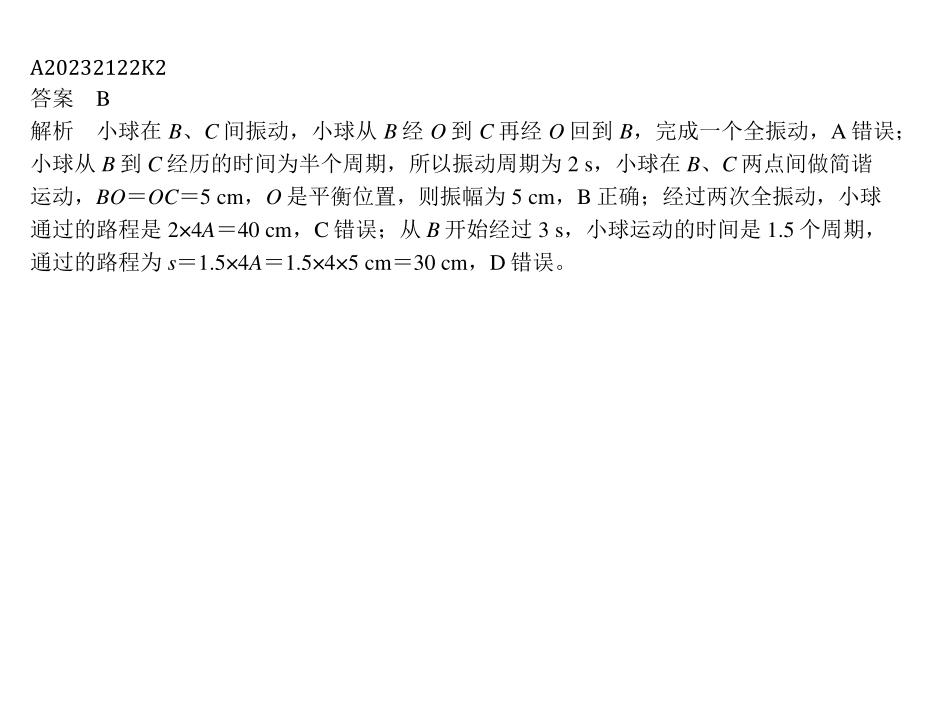 A20232122K2
答案　B
解析　小球在 B、C 间振动，小球从 B 经 O 到 C 再经 O 回到 B，完成一个全振动，A 错误；
小球从 B 到 C 经历的时间为半个周期，所以振动周期为 2 s，小球在 B、C 两点间做简谐
运动，BO＝OC＝5 cm，O 是平衡位置，则振幅为 5 cm，B 正确；经过两次全振动，小球
通过的路程是 2×4A＝40 cm，C 错误；从 B 开始经过 3 s，小球运动的时间是 1.5 个周期，
通过的路程为 s＝1.5×4A＝1.5×4×5 cm＝30 cm，D 错误。